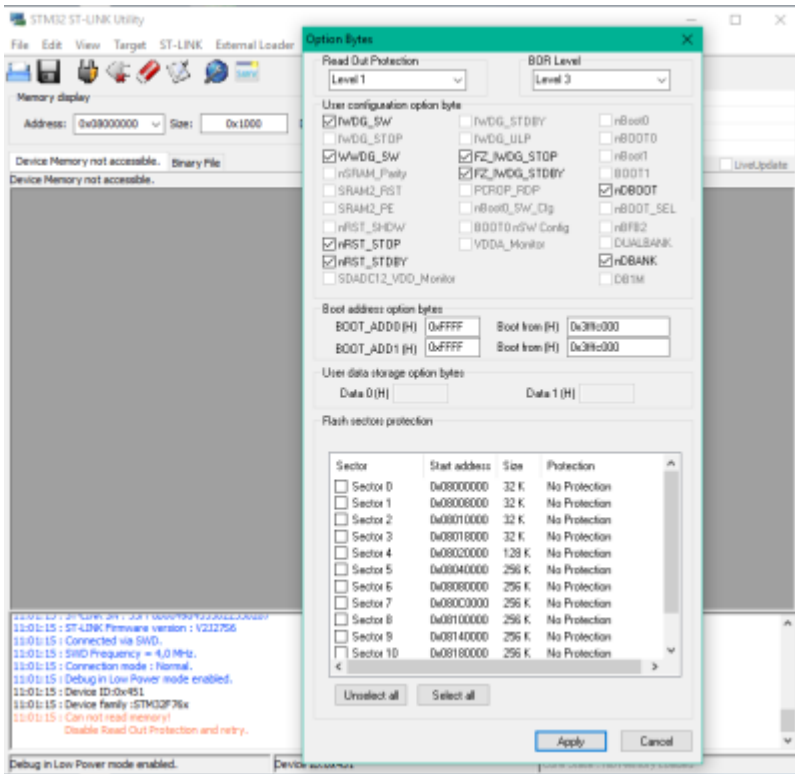 STM32 ST-LINK Utility
File Edit View Target ST-LINK External Loader
Memory display
Address: 0x08000000 Size: 0x1000
Device Memory not accessible. Binary File
LiveUpdate
Device Memory not accessible.
Option Bytes
Read Out Protection BOR Level
Level 1 Level 3
User configuration option byte
IWDG_SW IWDG_STDBY nBoot0
IWDG_STOP IWDG_ULP nBOOT0
WWDG_SW FZ_IWDG_STOP nBoot1
nSRAM_Parity FZ_IWDG_STDBY BOOT1
SRAM2_RST PCROP_RDP nDBOOT
SRAM2_PE nBoot0_SW_Cfg nBOOT_SEL
nRST_SHDW BOOT0nSW Config nBFB2
nRST_STOP VDDA_Monitor DUALBANK
nRST_STDBY nDBANK
SDADC12_VDD_Monitor DB1M
Boot address option bytes
BOOT_ADD0 (H) 0xFFFF Boot from (H) 0x3fffc000
BOOT_ADD1 (H) 0xFFFF Boot from (H) 0x3fffc000
User data storage option bytes
Data 0 (H) Data 1 (H)
Flash sectors protection
Sector Start address Size Protection
Sector 0 0x08000000 32 K No Protection
Sector 1 0x08008000 32 K No Protection
Sector 2 0x08010000 32 K No Protection
Sector 3 0x08018000 32 K No Protection
Sector 4 0x08020000 128 K No Protection
Sector 5 0x08040000 256 K No Protection
Sector 6 0x08080000 256 K No Protection
Sector 7 0x080C0000 256 K No Protection
Sector 8 0x08100000 256 K No Protection
Sector 9 0x08140000 256 K No Protection
Sector 10 0x08180000 256 K No Protection
Unselect all Select all
Apply Cancel
11:01:15 : ST-LINK SN :
11:01:15 : ST-LINK Firmware version : V2J27S6
11:01:15 : Connected via SWD.
11:01:15 : SWD Frequency = 4,0 MHz.
11:01:15 : Connection mode : Normal.
11:01:15 : Debug in Low Power mode enabled.
11:01:15 : Device ID:0x451
11:01:15 : Device family :STM32F76x
11:01:15 : Can not read memory!
Disable Read Out Protection and retry.
Debug in Low Power mode enabled. Device ID:0x451